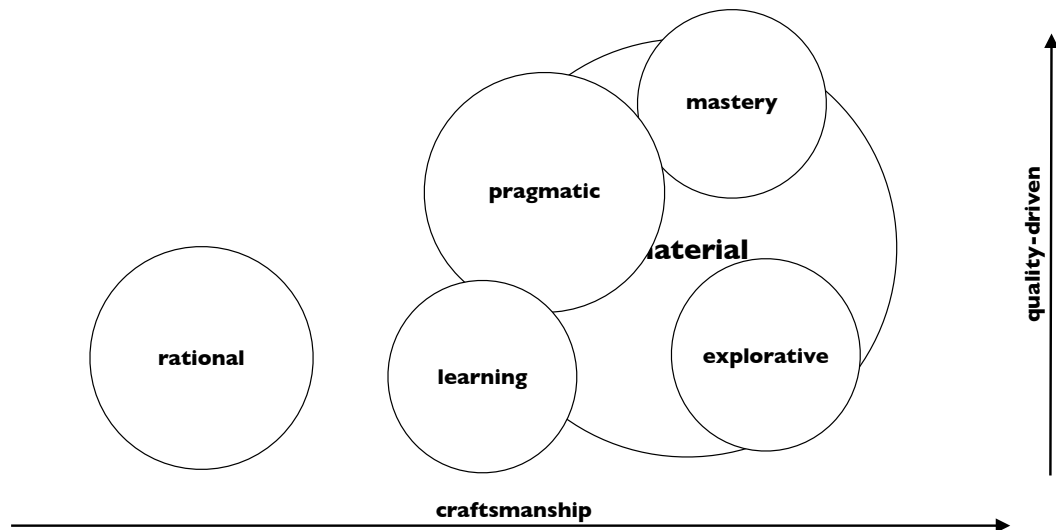 mastery
pragmatic
aterial
rational
learning
explorative
quality-driven
craftsmanship